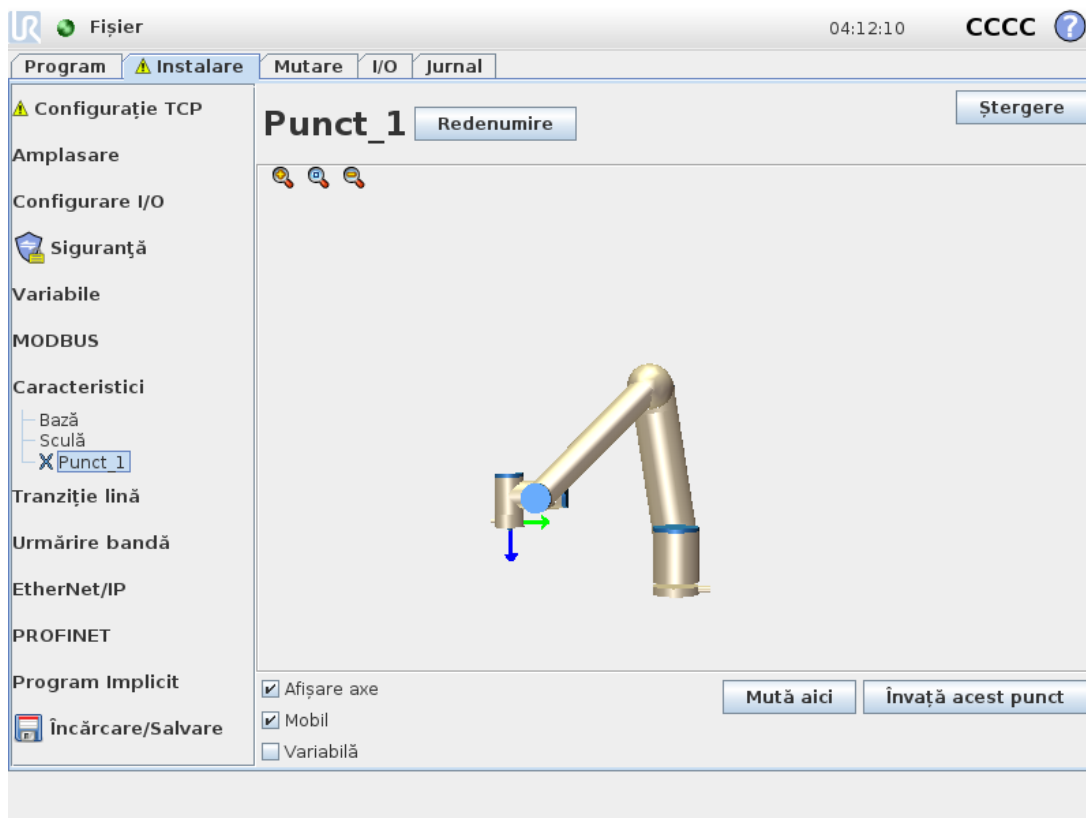 UR Fișier 04:12:10 CCCC ?
Program Instalare Mutare I/O Jurnal
Configurație TCP
Amplasare
Configurare I/O
Siguranţă
Variabile
MODBUS
Caracteristici
Bază
Sculă
Punct_1
Tranziție lină
Urmărire bandă
EtherNet/IP
PROFINET
Program Implicit
Încărcare/Salvare
Punct_1 Redenumire Ștergere
Afișare axe
Mobil
Variabilă
Mută aici Învață acest punct